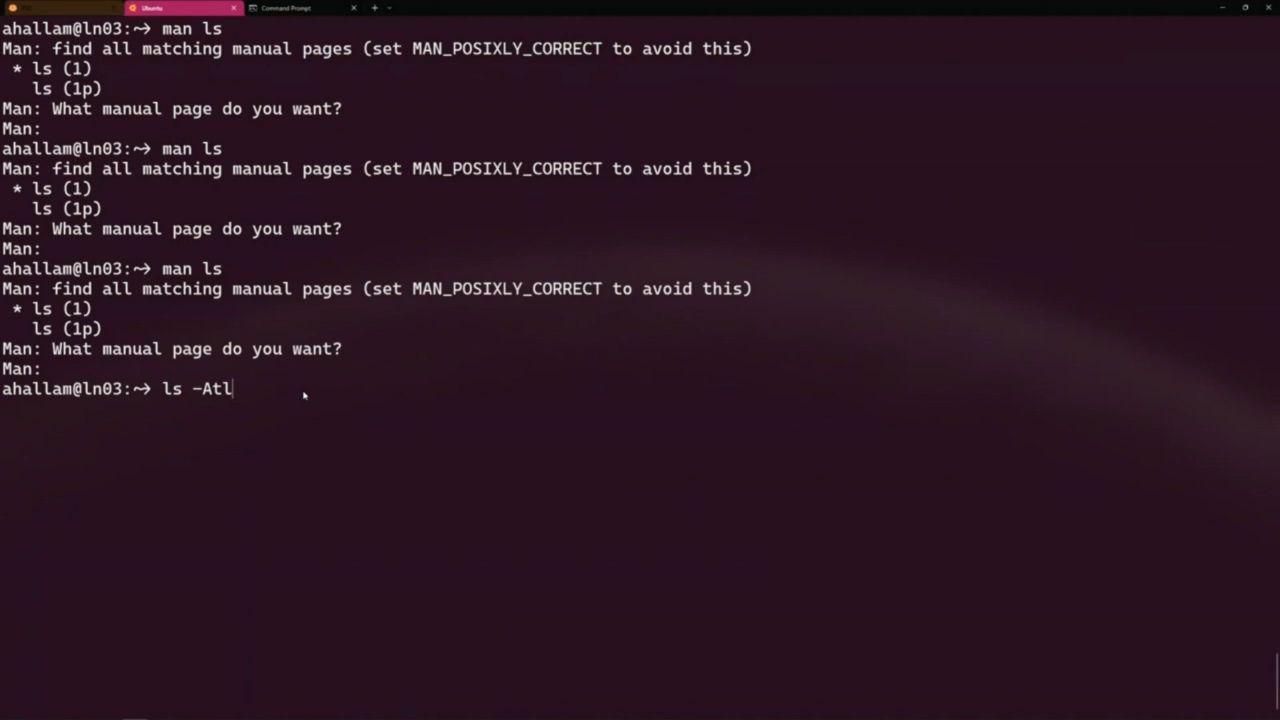 Ubuntu
Command Prompt
ahallam@ln03:~> man ls
Man: find all matching manual pages (set MAN_POSIXLY_CORRECT to avoid this)
* ls (1)
ls (1p)
Man: What manual page do you want?
Man:
ahallam@ln03:~> man ls
Man: find all matching manual pages (set MAN_POSIXLY_CORRECT to avoid this)
* ls (1)
ls (1p)
Man: What manual page do you want?
Man:
ahallam@ln03:~> man ls
Man: find all matching manual pages (set MAN_POSIXLY_CORRECT to avoid this)
* ls (1)
ls (1p)
Man: What manual page do you want?
Man:
ahallam@ln03:~> ls -Atl